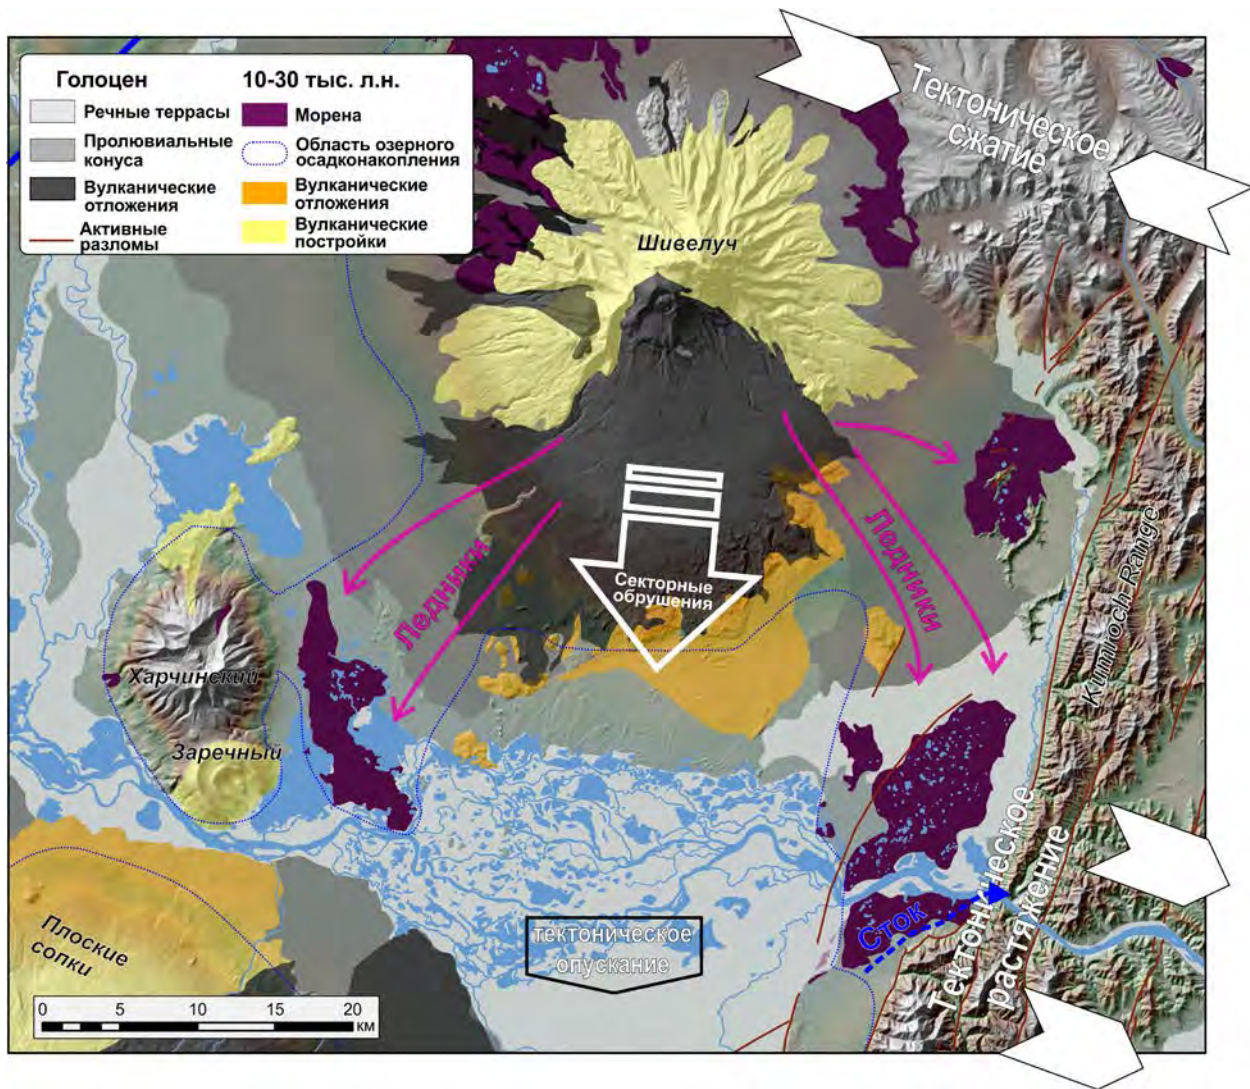 Голоцен
Речные террасы
Пролювиальные
конуса
Вулканические
отложения
Активные
разломы
10-30 тыс. л.н.
Морена
Область озерного
осадконакопления
Вулканические
отложения
Вулканические
постройки
Тектоническое
сжатие
Шивелуч
Ледники
Ледники
Секторные
обрушения
Kumroch Range
Харчинский
Заречный
Плоские
сопки
тектоническое
опускание
Сток
Тектоническое
растяжение
0 5 10 15 20
км